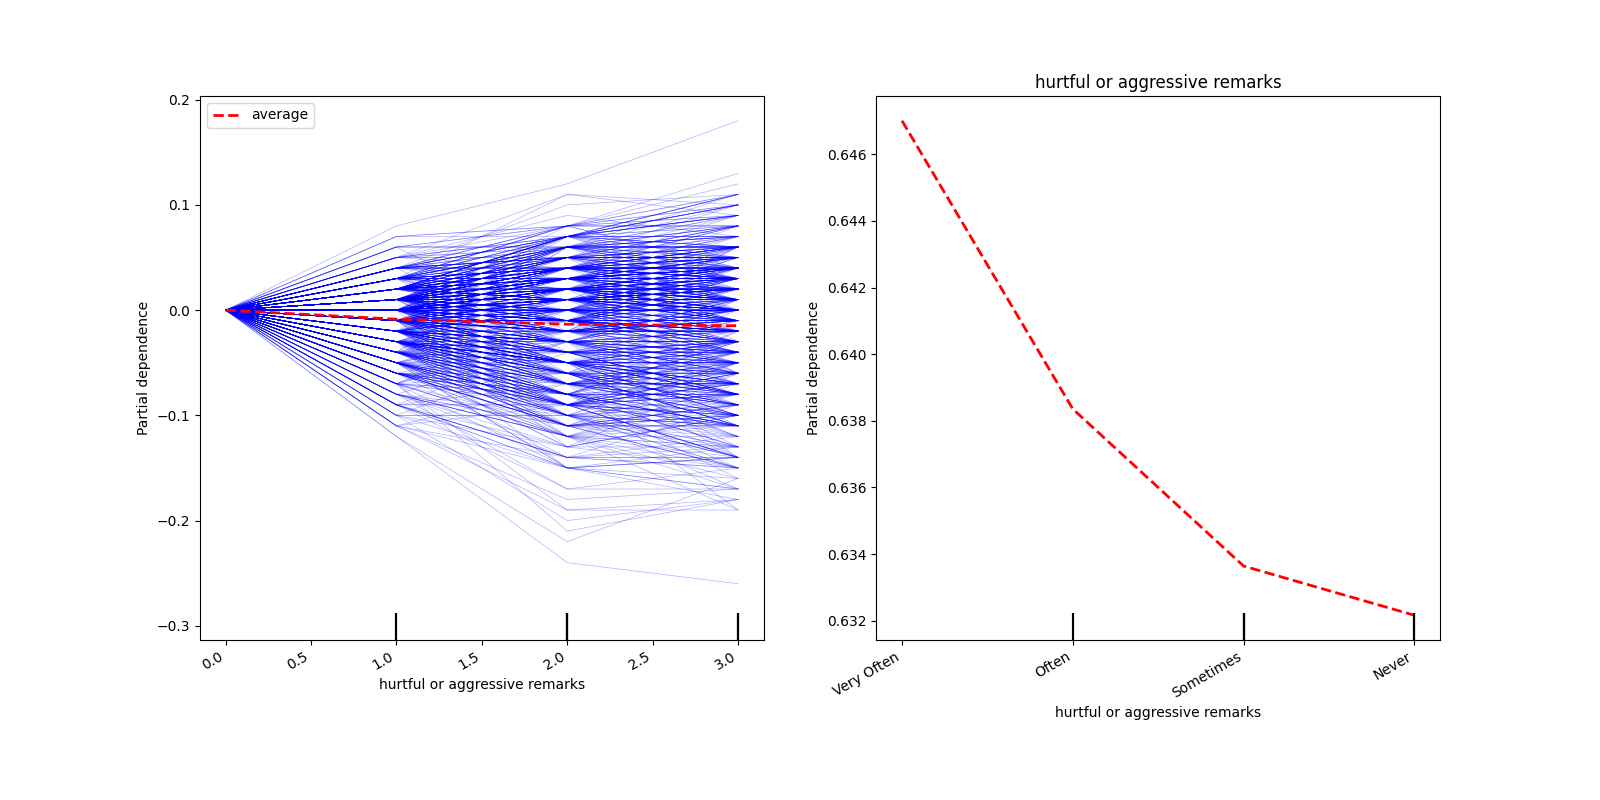 average
0.2
0.1
0.0
−0.1
−0.2
−0.3
Partial dependence
0.0
0.5
1.0
1.5
2.0
2.5
3.0
hurtful or aggressive remarks
hurtful or aggressive remarks
0.646
0.644
0.642
0.640
0.638
0.636
0.634
0.632
Partial dependence
Very Often
Often
Sometimes
Never
hurtful or aggressive remarks